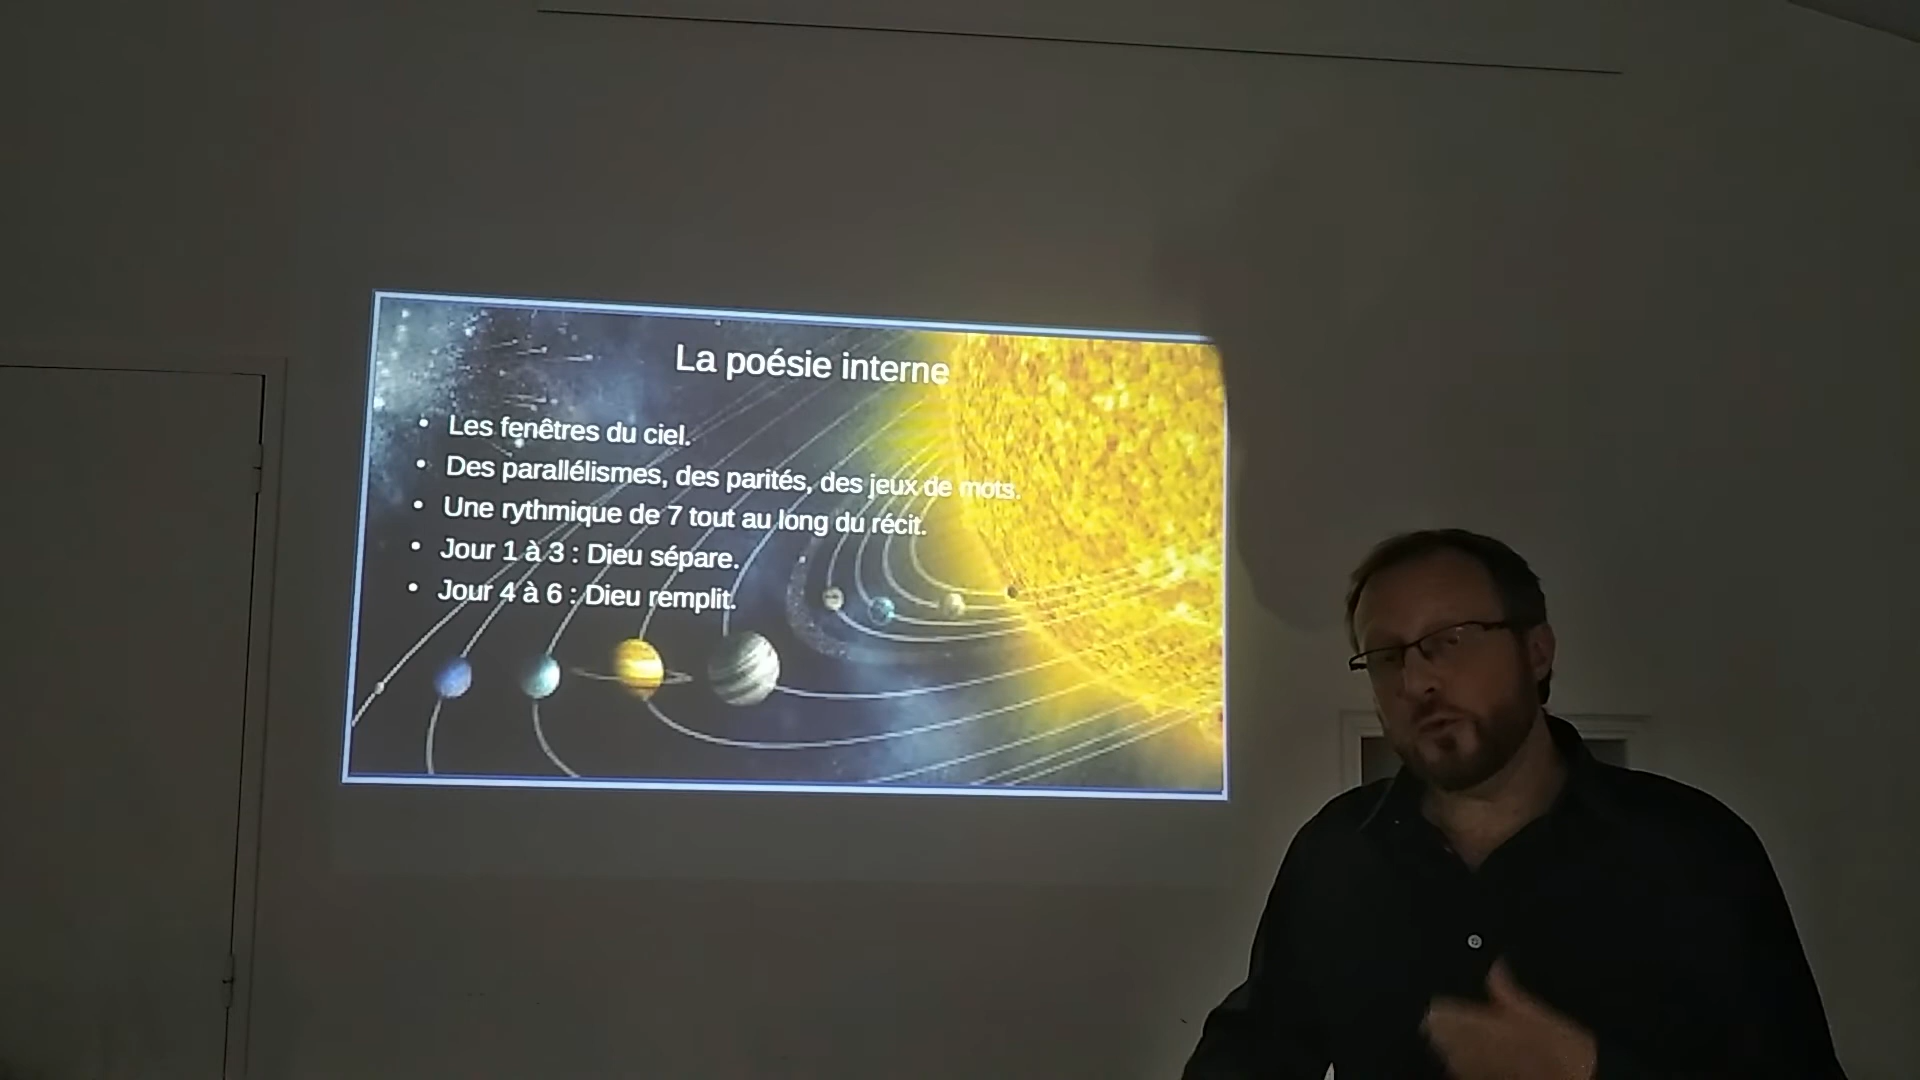 La poésie interne
• Les fenêtres du ciel.
• Des parallélismes, des parités, des jeux de mots.
• Une rythmique de 7 tout au long du récit.
• Jour 1 à 3 : Dieu sépare.
• Jour 4 à 6 : Dieu remplit.